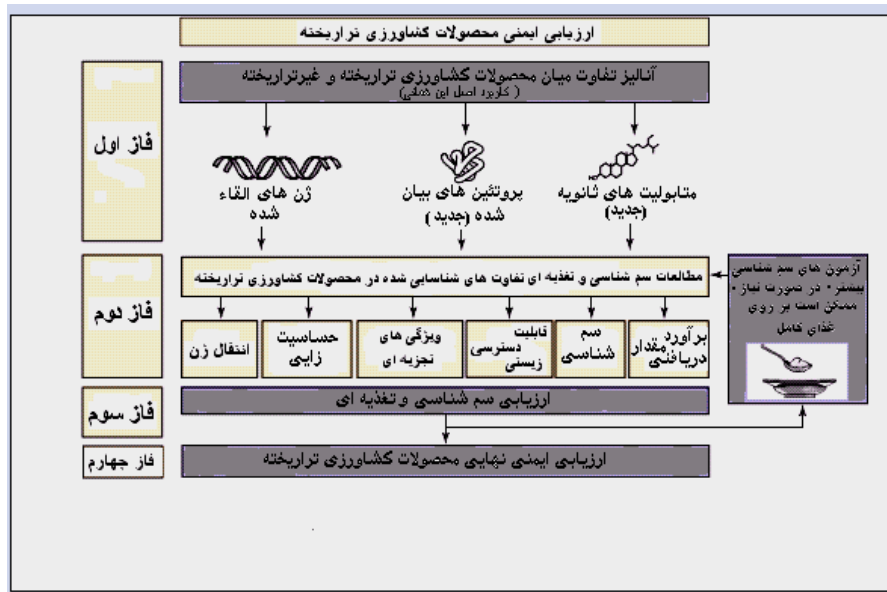 ارزیابی ایمنی محصولات کشاورزی تراریخته
آنالیز تفاوت میان محصولات کشاورزی تراریخته و غیرتراریخته
( کاربرد اصل این همانی)
فاز اول
ژن های القاء
شده
پروتئین های بیان
شده (جدید)
متابولیت های ثانویه
(جدید)
فاز دوم
مطالعات سم شناسی و تغذیه ای تفاوت های شناسایی شده در محصولات کشاورزی تراریخته
آزمون های سم شناسی
بیشتر • در صورت نیاز •
ممکن است بر روی
غذای کامل
برآورد مقدار
دریافتی
سم
شناسی
قابلیت
دسترسی
زیستی
ویژگی های
تجزیه ای
حساسیت
زایی
انتقال ژن
فاز سوم
ارزیابی سم شناسی و تغذیه ای
فاز چهارم
ارزیابی ایمنی نهایی محصولات کشاورزی تراریخته